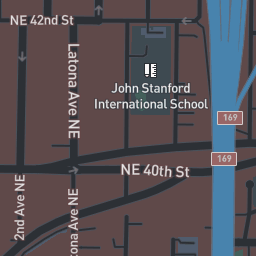 NE 42nd St
Latona Ave NE
John Stanford
International School
169
169
NE 40th St
2nd Ave NE
tona Ave NE